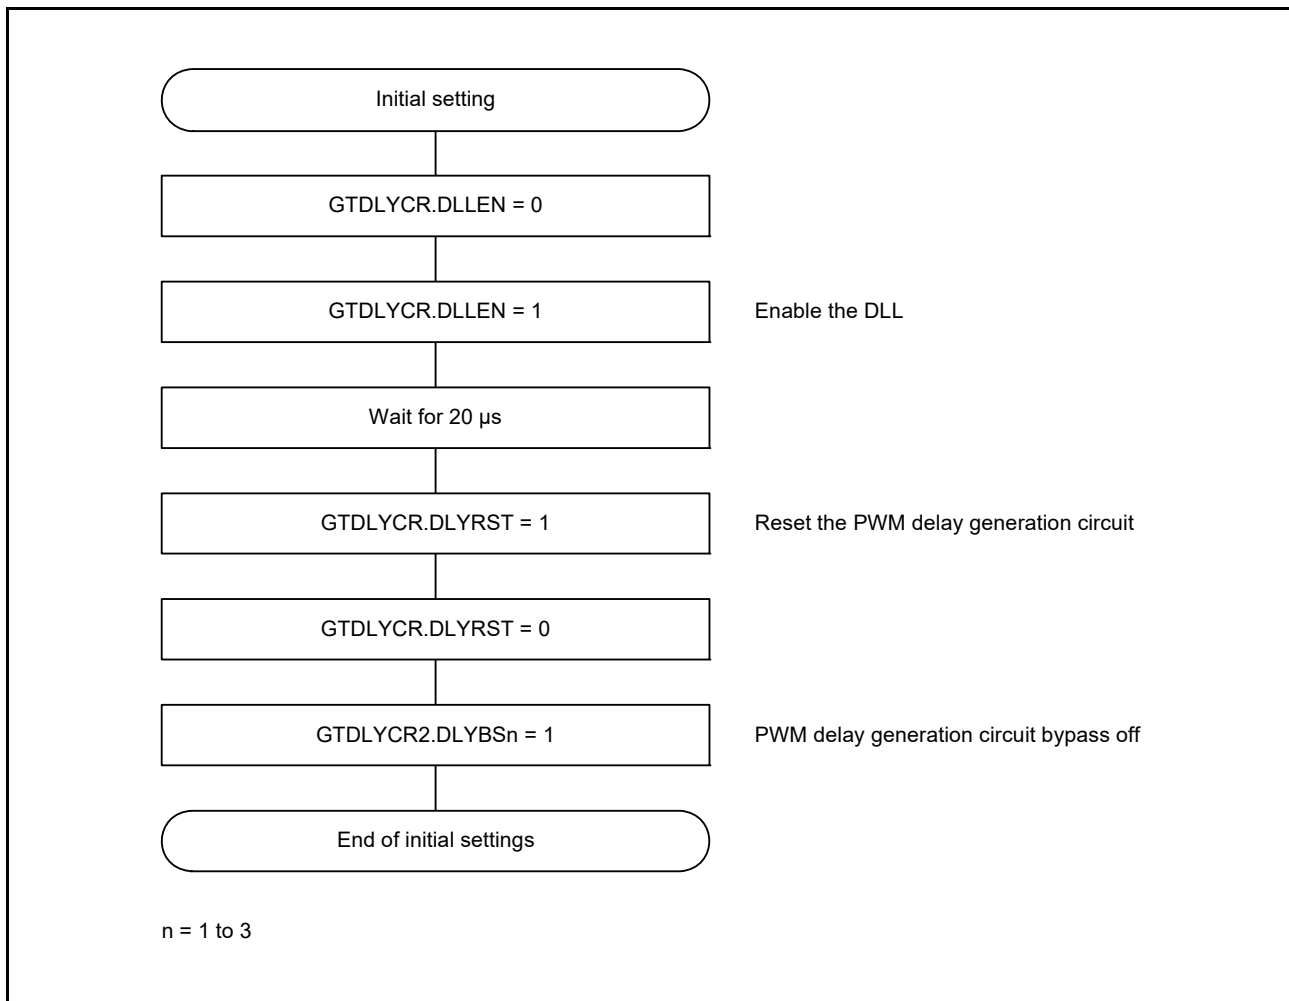 Initial setting
GTDLYCR.DLLEN = 0
GTDLYCR.DLLEN = 1
Enable the DLL
Wait for 20 µs
GTDLYCR.DLYRST = 1
Reset the PWM delay generation circuit
GTDLYCR.DLYRST = 0
GTDLYCR2.DLYBSn = 1
PWM delay generation circuit bypass off
End of initial settings
n = 1 to 3